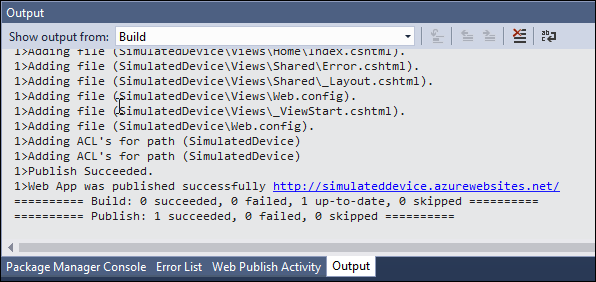 Output
Show output from: Build
1>Adding file (SimulatedDevice\Views\Home\Index.cshtml).
1>Adding file (SimulatedDevice\Views\Shared\Error.cshtml).
1>Adding file (SimulatedDevice\Views\Shared\_Layout.cshtml).
1>Adding file (SimulatedDevice\Views\Web.config).
1>Adding file (SimulatedDevice\Views\_ViewStart.cshtml).
1>Adding file (SimulatedDevice\Web.config).
1>Adding ACL's for path (SimulatedDevice)
1>Adding ACL's for path (SimulatedDevice)
1>Publish Succeeded.
1>Web App was published successfully http://simulateddevice.azurewebsites.net/
========== Build: 0 succeeded, 0 failed, 1 up-to-date, 0 skipped ==========
========== Publish: 1 succeeded, 0 failed, 0 skipped ==========
Package Manager Console Error List Web Publish Activity Output